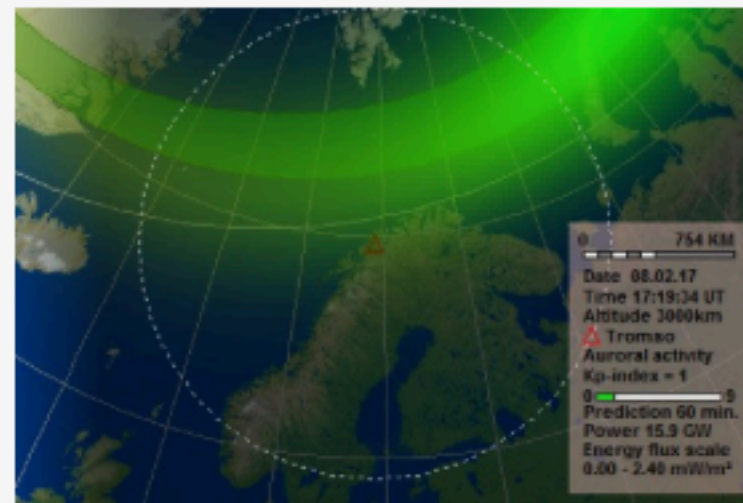 0 754 KM
Date 08.02.17
Time 17:19:34 UT
Altitude 3000km
Tromso
Auroral activity
Kp-index = 1
0 9
Prediction 60 min.
Power 15.9 GW
Energy flux scale
0.00 - 2.40 mW/m²